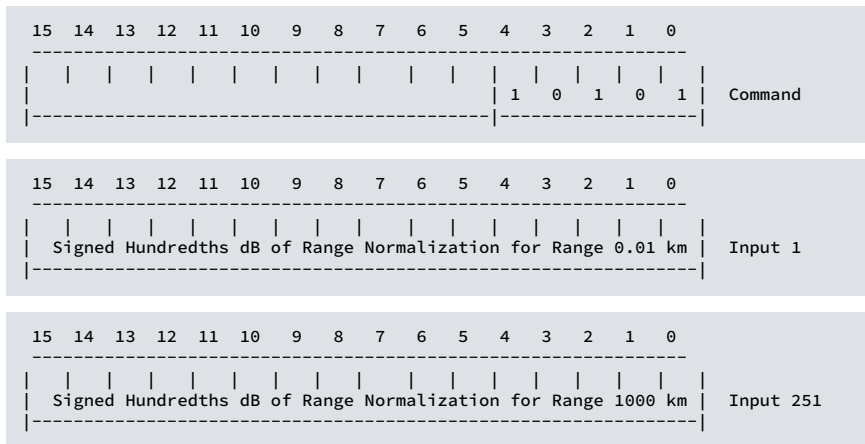 15 14 13 12 11 10 9 8 7 6 5 4 3 2 1 0
-----------------------------------------------------------------
| | | | | | | | | | | | | | | | |
| | 1 0 1 0 1 | Command
|--------------------------------------------|-------------------|
15 14 13 12 11 10 9 8 7 6 5 4 3 2 1 0
-----------------------------------------------------------------
| | | | | | | | | | | | | | | | |
| Signed Hundredths dB of Range Normalization for Range 0.01 km | Input 1
|----------------------------------------------------------------|
15 14 13 12 11 10 9 8 7 6 5 4 3 2 1 0
-----------------------------------------------------------------
| | | | | | | | | | | | | | | | |
| Signed Hundredths dB of Range Normalization for Range 1000 km | Input 251
|----------------------------------------------------------------|